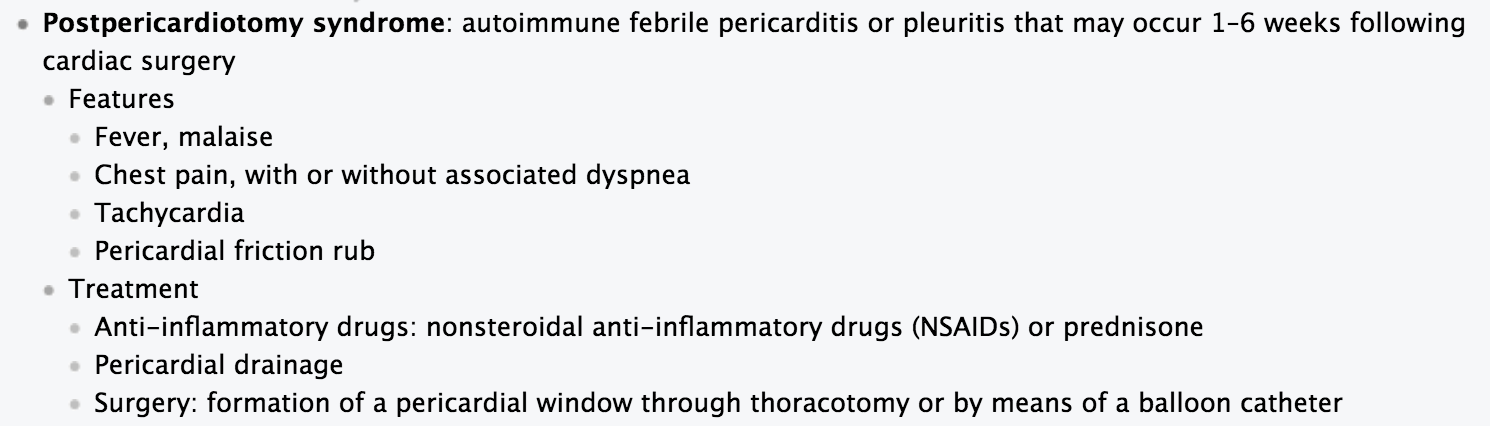 Postpericardiotomy syndrome: autoimmune febrile pericarditis or pleuritis that may occur 1–6 weeks following
cardiac surgery
Features
Fever, malaise
Chest pain, with or without associated dyspnea
Tachycardia
Pericardial friction rub
Treatment
Anti-inflammatory drugs: nonsteroidal anti-inflammatory drugs (NSAIDs) or prednisone
Pericardial drainage
Surgery: formation of a pericardial window through thoracotomy or by means of a balloon catheter